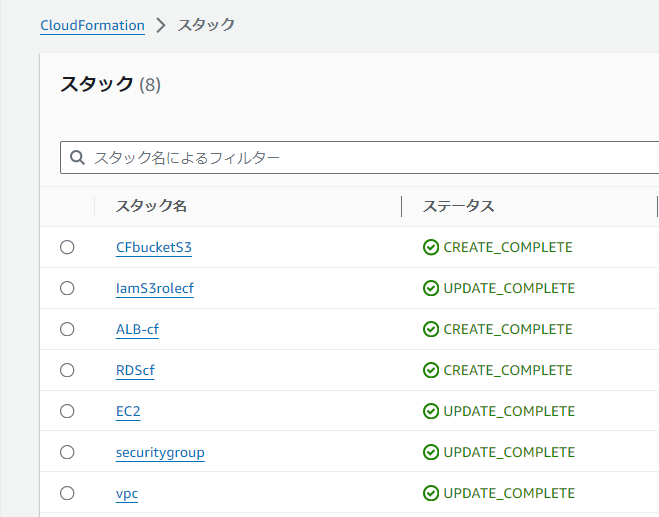 CloudFormation > スタック
スタック (8)
スタック名によるフィルター
スタック名 ステータス
CFbucketS3 CREATE_COMPLETE
IamS3rolecf UPDATE_COMPLETE
ALB-cf CREATE_COMPLETE
RDScf CREATE_COMPLETE
EC2 UPDATE_COMPLETE
securitygroup UPDATE_COMPLETE
vpc UPDATE_COMPLETE